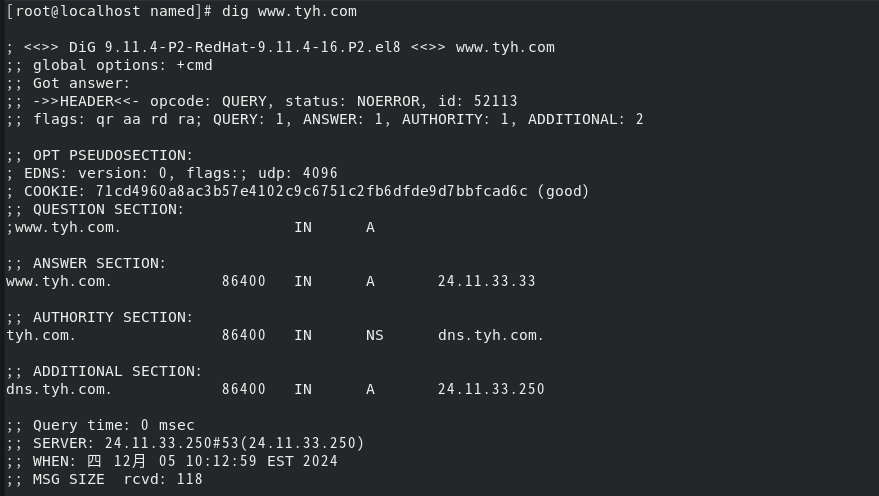 [root@localhost named]# dig www.tyh.com
; <<>> DiG 9.11.4-P2-RedHat-9.11.4-16.P2.el8 <<>> www.tyh.com
;; global options: +cmd
;; Got answer:
;; ->>HEADER<<- opcode: QUERY, status: NOERROR, id: 52113
;; flags: qr aa rd ra; QUERY: 1, ANSWER: 1, AUTHORITY: 1, ADDITIONAL: 2
;; OPT PSEUDOSECTION:
; EDNS: version: 0, flags:; udp: 4096
; COOKIE: 71cd4960a8ac3b57e4102c9c6751c2fb6dfde9d7bbfcad6c (good)
;; QUESTION SECTION:
;www.tyh.com. IN A
;; ANSWER SECTION:
www.tyh.com. 86400 IN A 24.11.33.33
;; AUTHORITY SECTION:
tyh.com. 86400 IN NS dns.tyh.com.
;; ADDITIONAL SECTION:
dns.tyh.com. 86400 IN A 24.11.33.250
;; Query time: 0 msec
;; SERVER: 24.11.33.250#53(24.11.33.250)
;; WHEN: 四 12月 05 10:12:59 EST 2024
;; MSG SIZE rcvd: 118